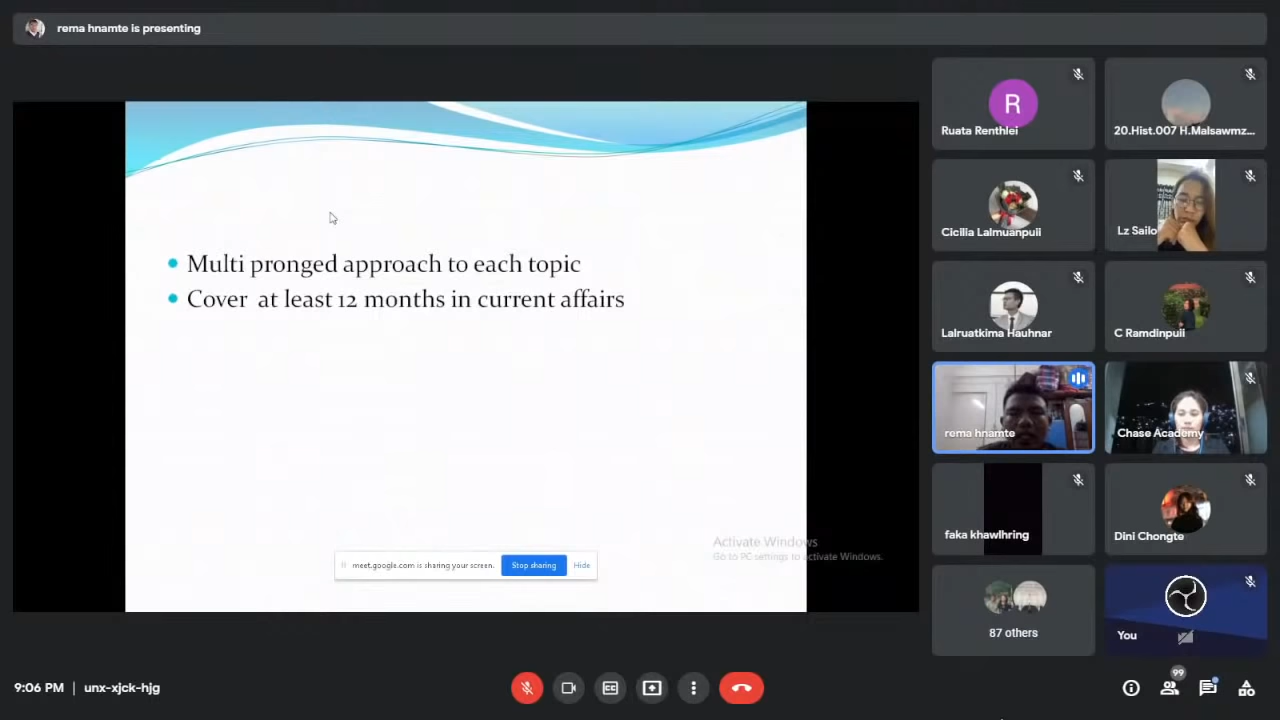 rema hnamte is presenting
Multi pronged approach to each topic
Cover at least 12 months in current affairs
Activate Windows
Go to PC settings to activate Windows.
meet.google.com is sharing your screen.
Stop sharing
Hide
R
Ruata Renthlei
20.Hist.007 H.Malsawmz...
Cicilia Lalmuanpuii
Lz Sailo
Lalruatkima Hauhnar
C Ramdinpuii
rema hnamte
Chase Academy
faka khawlhring
Dini Chongte
87 others
You
9:06 PM | unx-xjck-hjg
CC
99